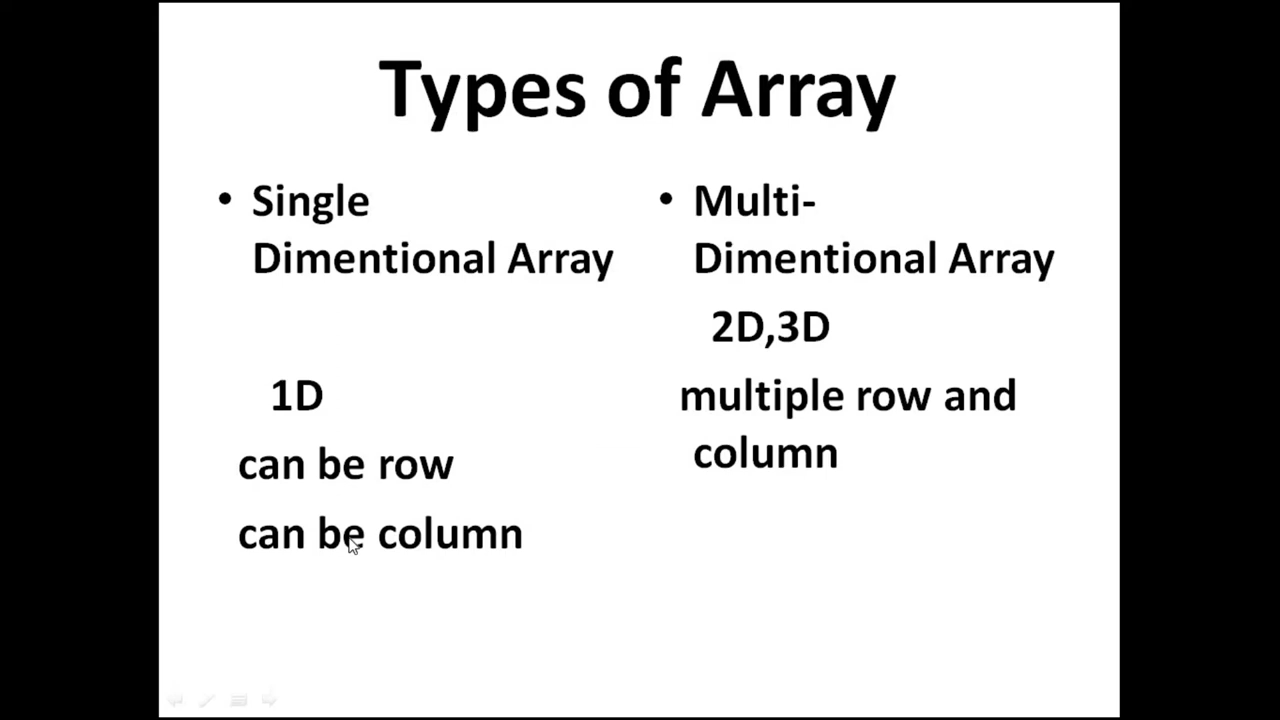 Types of Array
• Single
Dimentional Array
1D
can be row
can be column
• Multi-
Dimentional Array
2D,3D
multiple row and
column